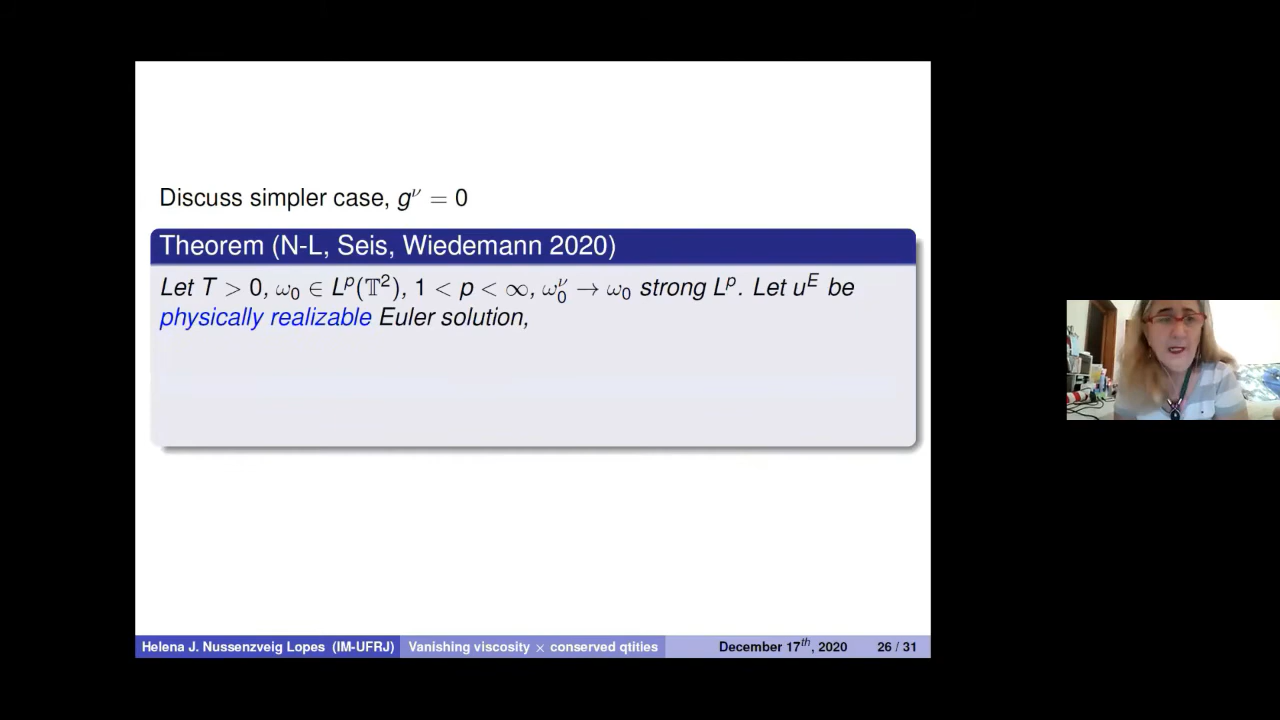 Discuss simpler case, g^ν = 0
Theorem (N-L, Seis, Wiedemann 2020)
Let T > 0, ω₀ ∈ L^p(𝕋²), 1 < p < ∞, ω₀^ν → ω₀ strong L^p. Let u^E be
physically realizable Euler solution,
Helena J. Nussenzveig Lopes (IM-UFRJ) Vanishing viscosity × conserved qtities December 17th, 2020 26 / 31